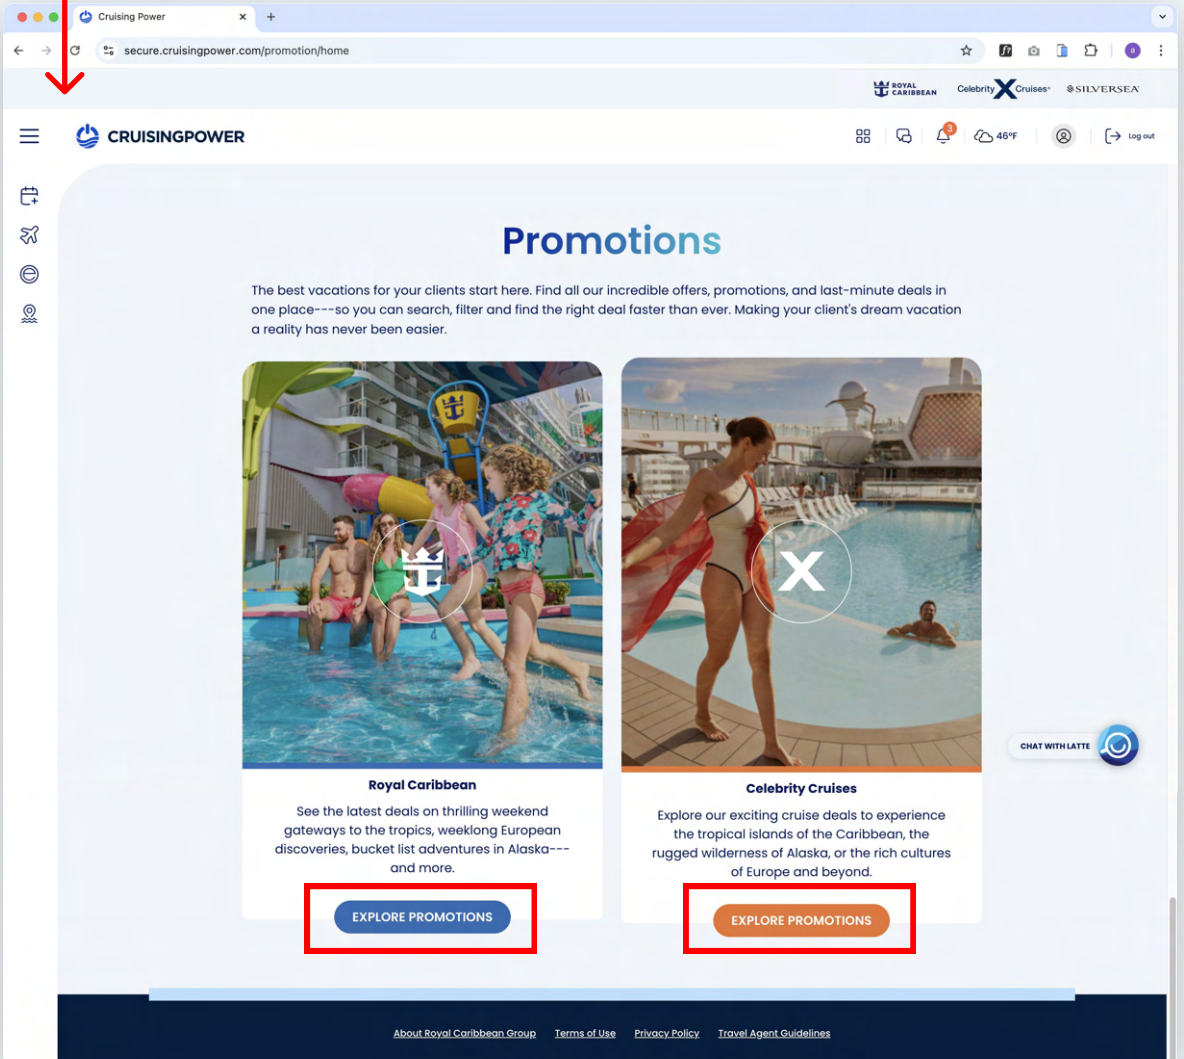 Cruising Power
secure.cruisingpower.com/promotion/home
ROYAL
CARIBBEAN
Celebrity X Cruises
SILVERSEA
CRUISINGPOWER
3
46°F
Log out
Promotions
The best vacations for your clients start here. Find all our incredible offers, promotions, and last-minute deals in
one place---so you can search, filter and find the right deal faster than ever. Making your client's dream vacation
a reality has never been easier.
X
Royal Caribbean
See the latest deals on thrilling weekend
gateways to the tropics, weeklong European
discoveries, bucket list adventures in Alaska---
and more.
EXPLORE PROMOTIONS
Celebrity Cruises
Explore our exciting cruise deals to experience
the tropical islands of the Caribbean, the
rugged wilderness of Alaska, or the rich cultures
of Europe and beyond.
EXPLORE PROMOTIONS
CHAT WITH LATTE
About Royal Caribbean Group
Terms of Use
Privacy Policy
Travel Agent Guidelines